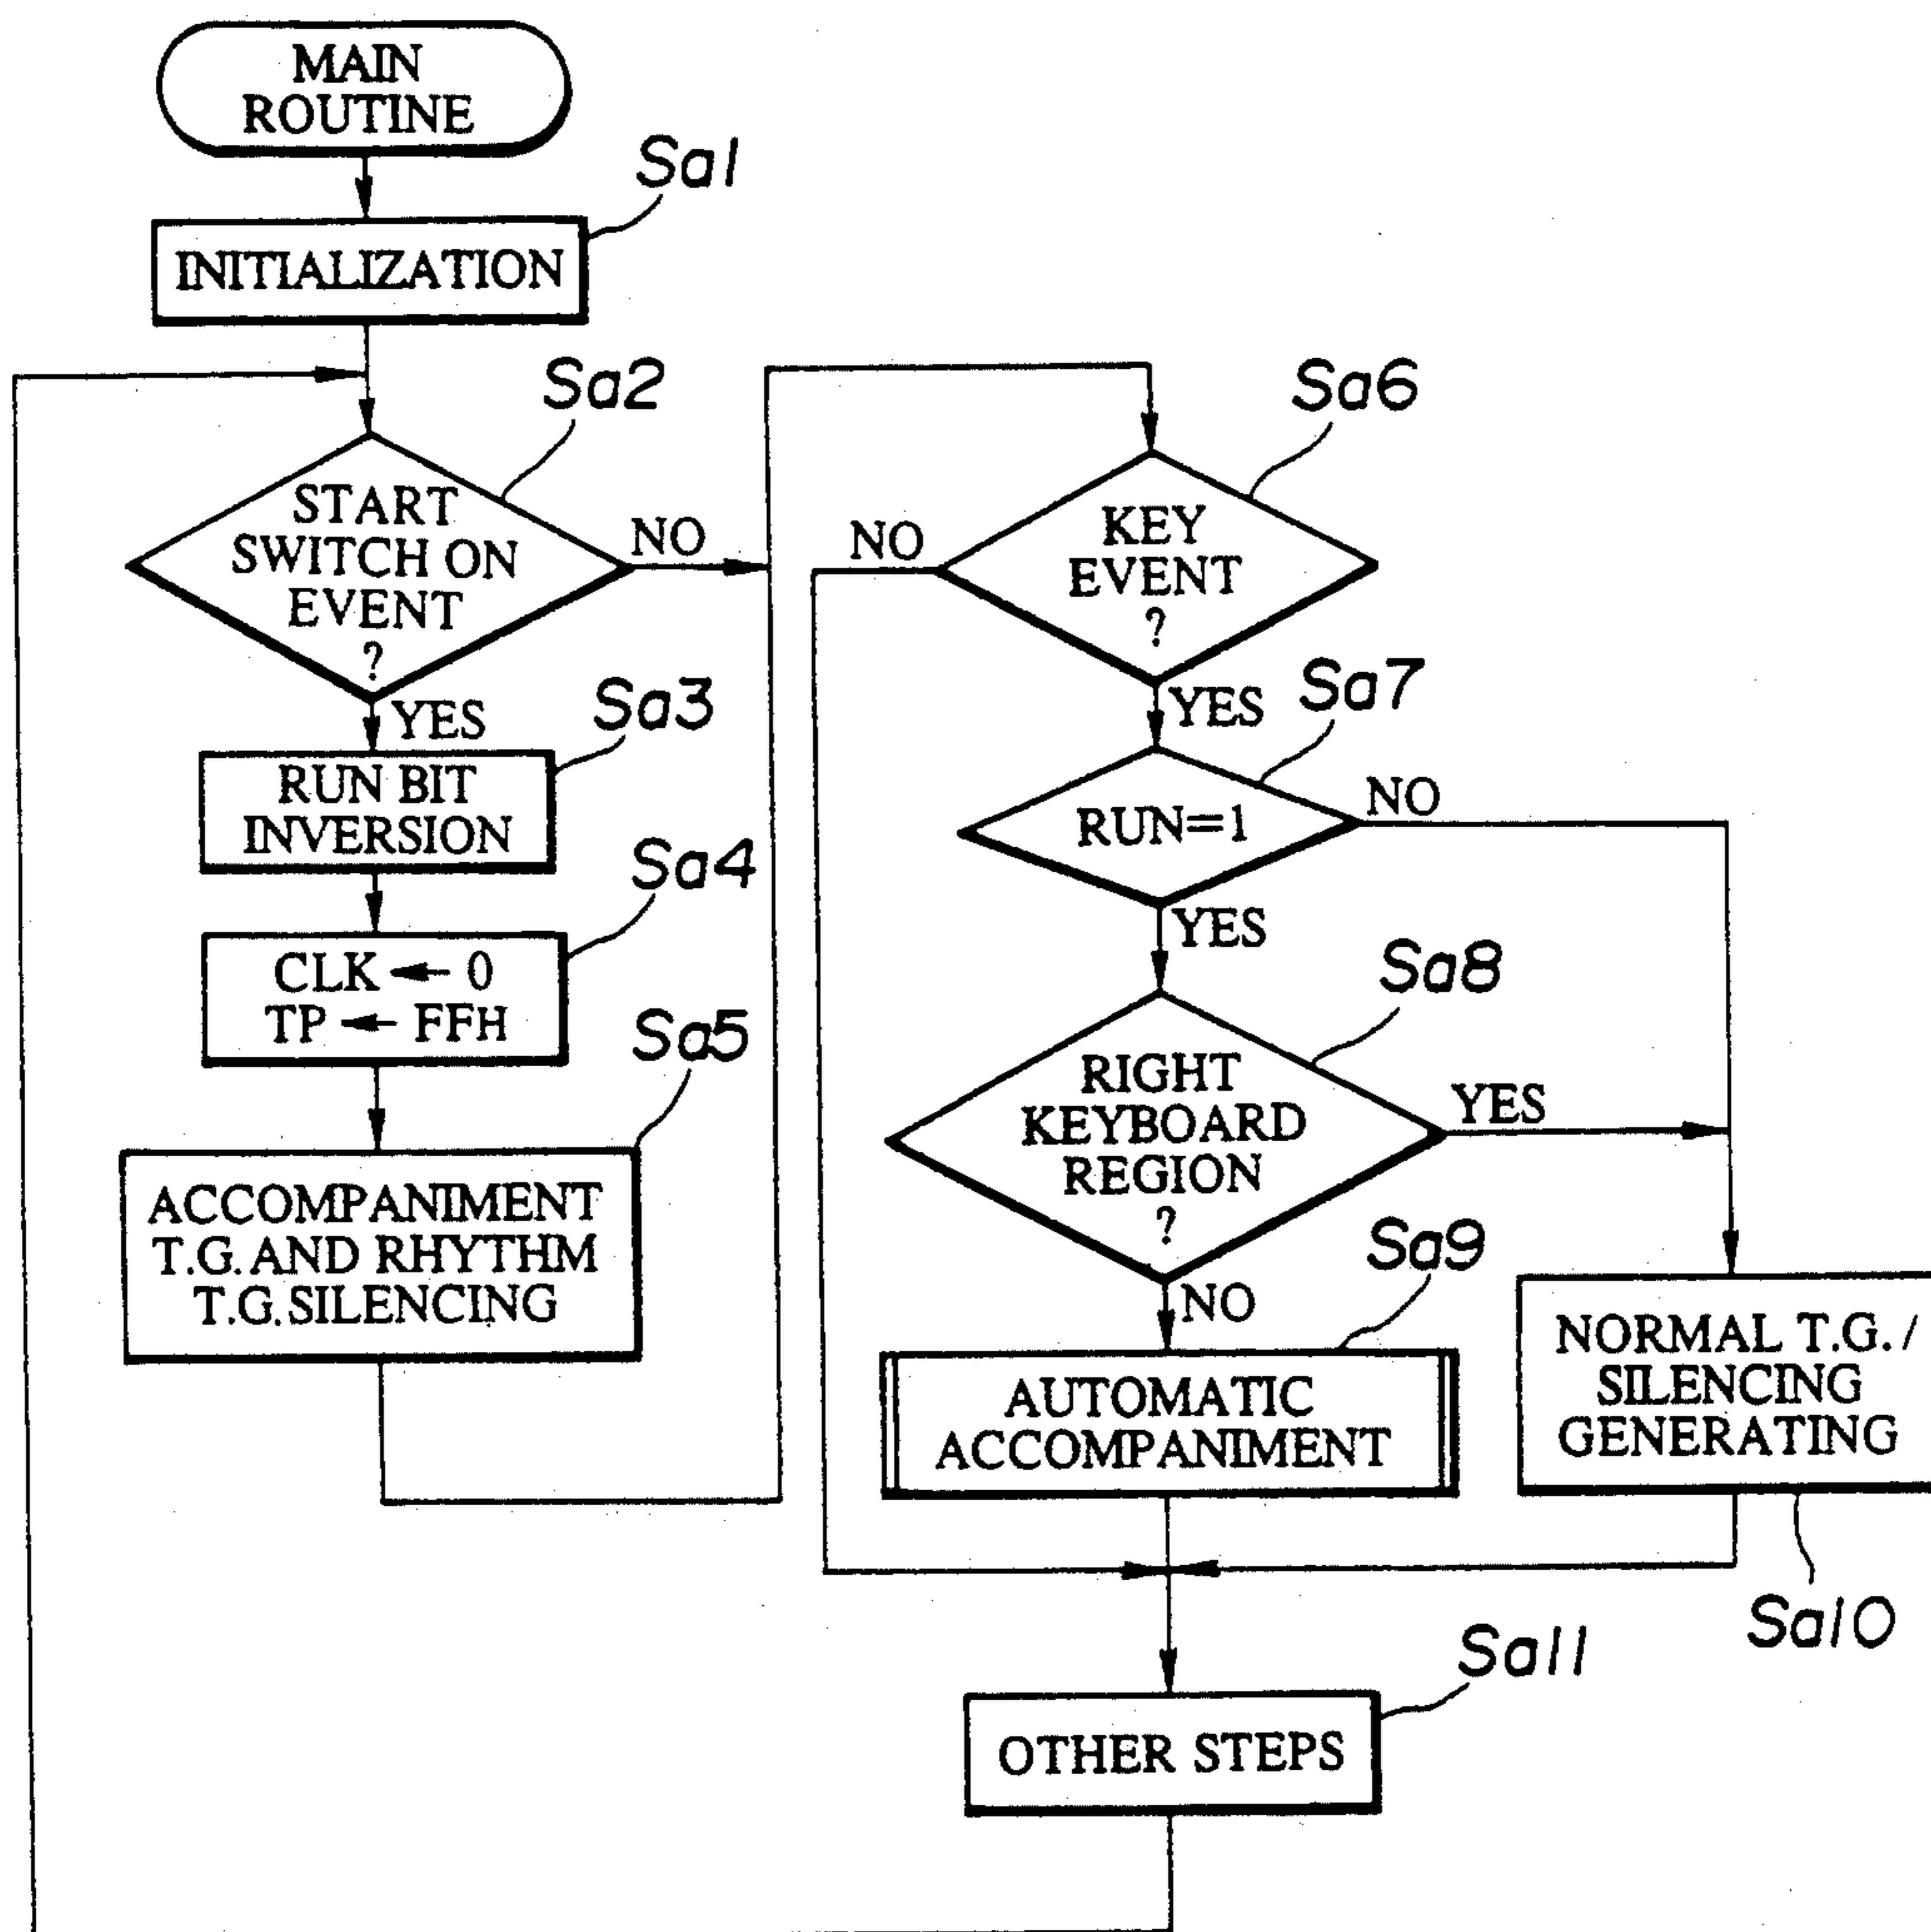 MAIN
ROUTINE
Sa1
INITIALIZATION
Sa2
START
SWITCH ON
EVENT
?
NO
YES
Sa3
RUN BIT
INVERSION
Sa4
CLK ← 0
TP ← FFH
Sa5
ACCOMPANIMENT
T.G. AND RHYTHM
T.G. SILENCING
Sa6
KEY
EVENT
?
NO
YES
Sa7
RUN=1
NO
YES
Sa8
RIGHT
KEYBOARD
REGION
?
YES
NO
Sa9
AUTOMATIC
ACCOMPANIMENT
NORMAL T.G. /
SILENCING
GENERATING
Sa10
Sa11
OTHER STEPS